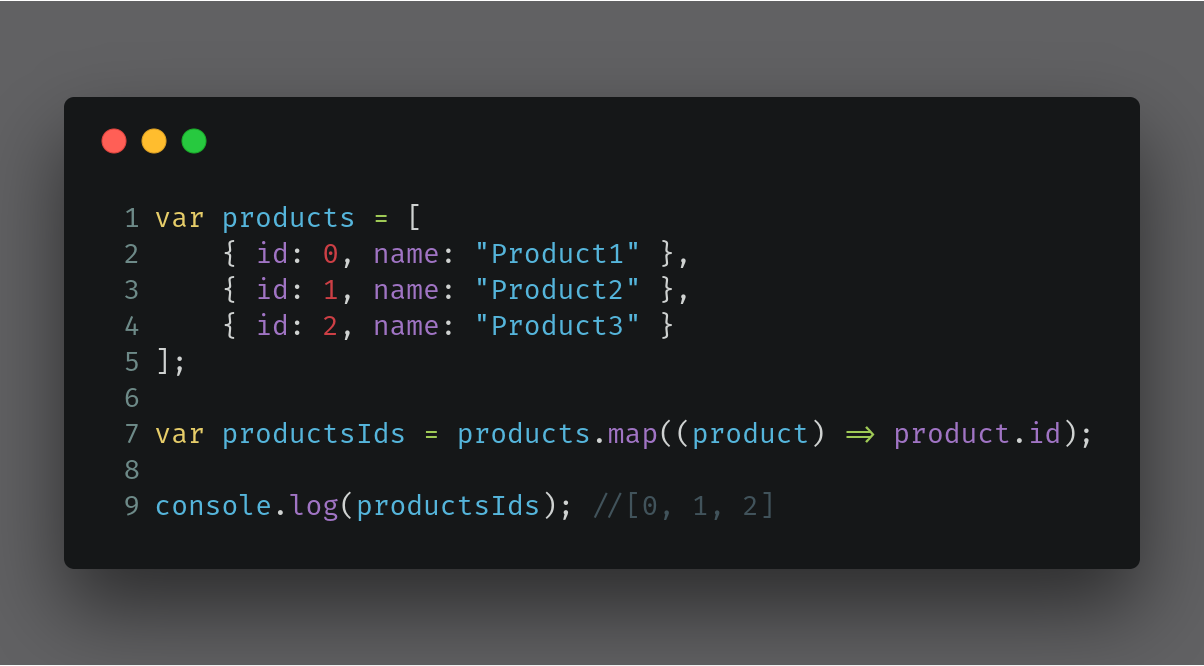 1 var products = [
2     { id: 0, name: "Product1" },
3     { id: 1, name: "Product2" },
4     { id: 2, name: "Product3" }
5 ];
6
7 var productsIds = products.map((product) => product.id);
8
9 console.log(productsIds); //[0, 1, 2]